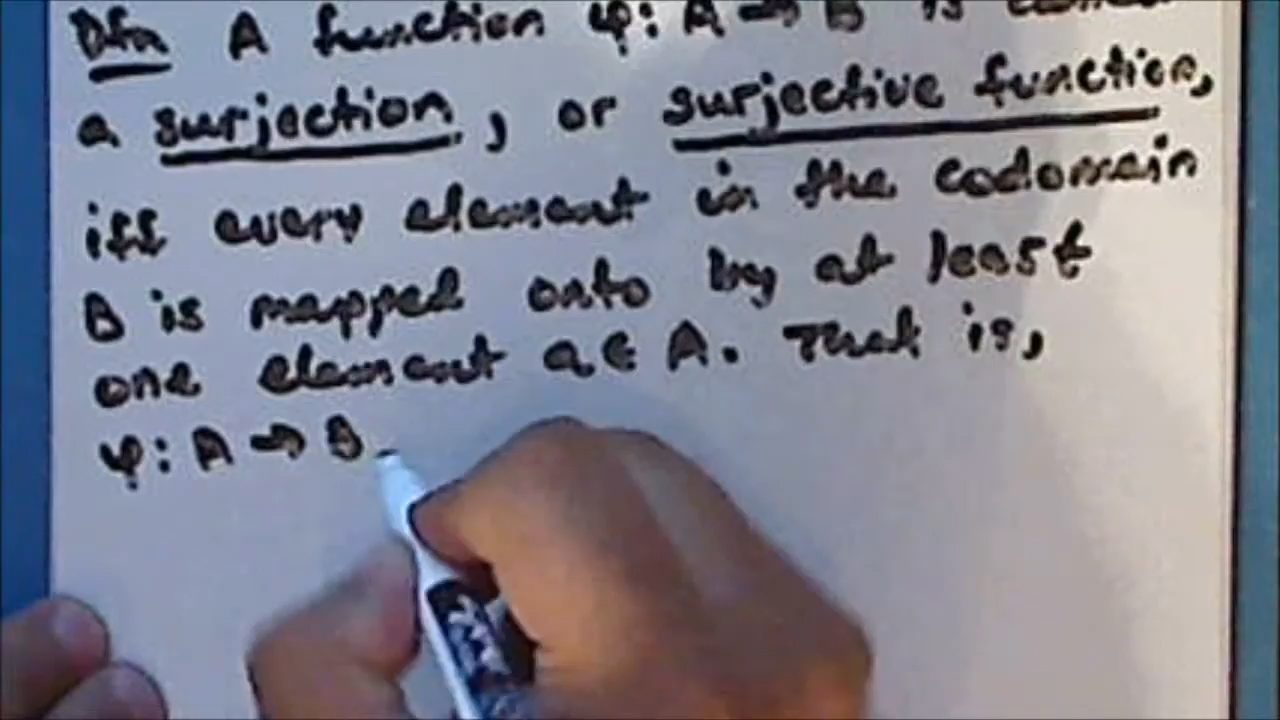 Dfn A function φ: A → B is called
a surjection, or surjective function,
iff every element in the codomain
B is mapped onto by at least
one element a ∈ A. That is,
φ: A → B